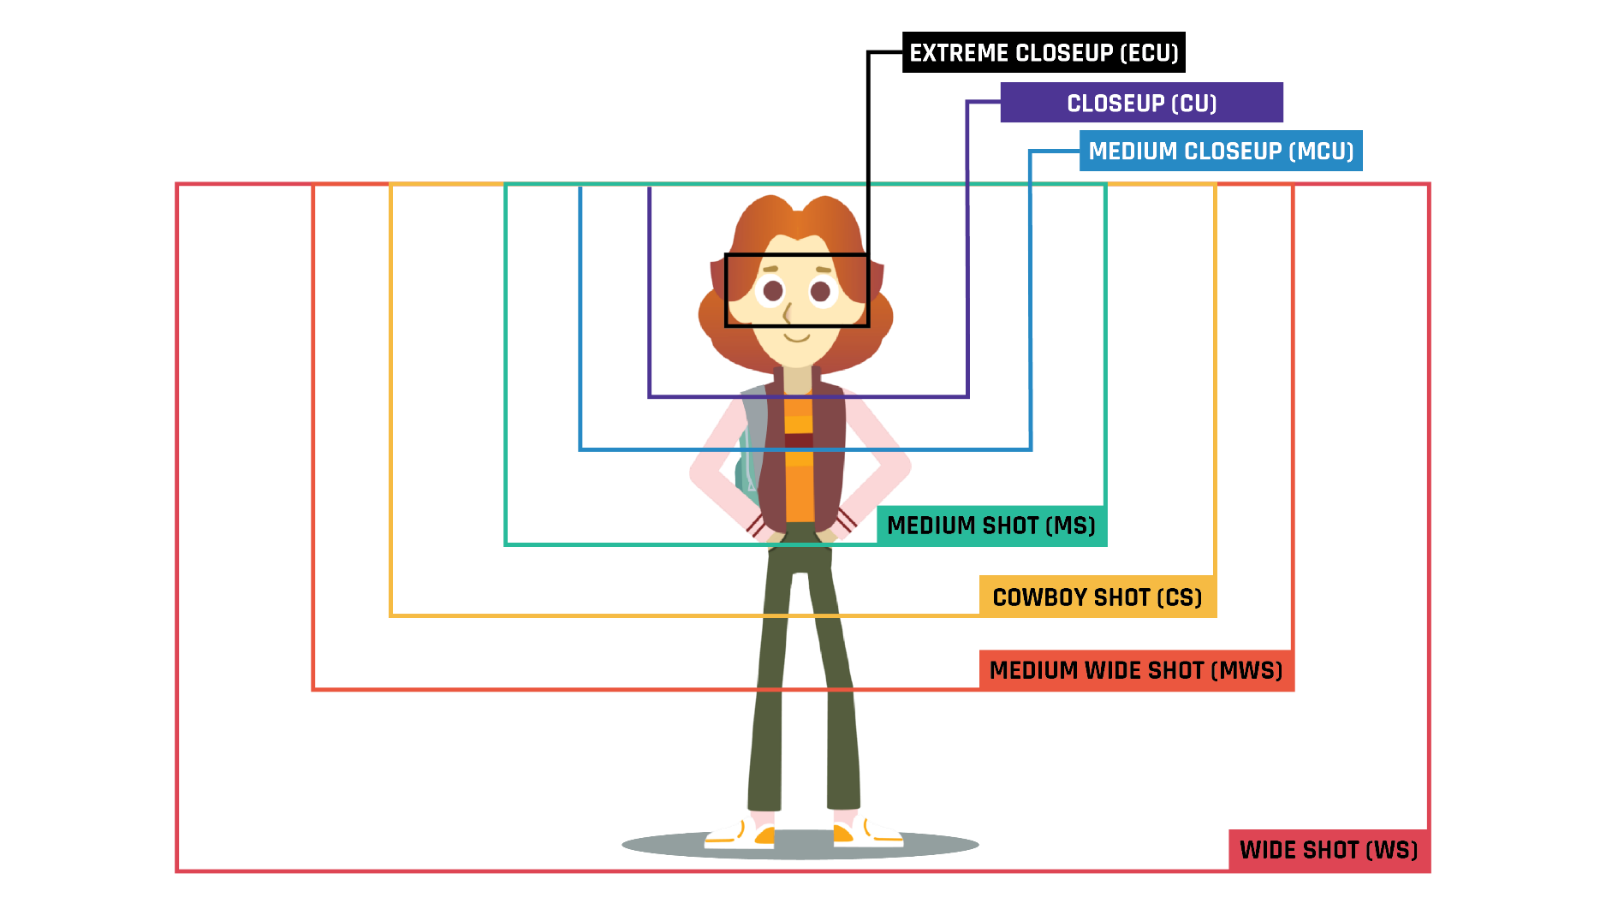 EXTREME CLOSEUP (ECU)
CLOSEUP (CU)
MEDIUM CLOSEUP (MCU)
MEDIUM SHOT (MS)
COWBOY SHOT (CS)
MEDIUM WIDE SHOT (MWS)
WIDE SHOT (WS)